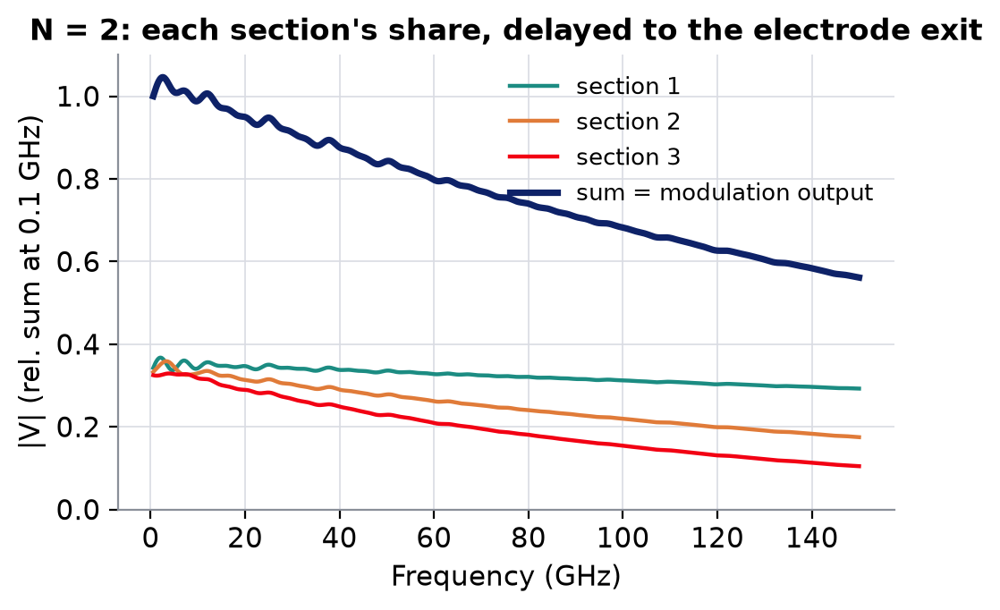 N = 2: each section's share, delayed to the electrode exit
section 1
section 2
section 3
sum = modulation output
|V| (rel. sum at 0.1 GHz)
1.0
0.8
0.6
0.4
0.2
0.0
0 20 40 60 80 100 120 140
Frequency (GHz)